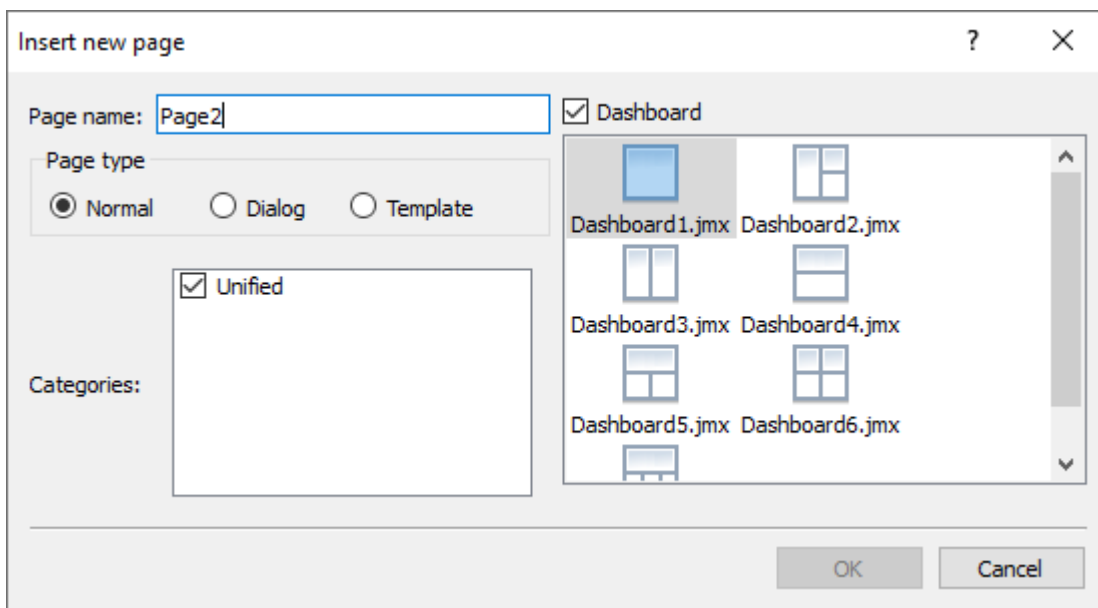 Insert new page
?
Page name: Page2
Page type
Normal Dialog Template
Categories:
Unified
Dashboard
Dashboard1.jmx Dashboard2.jmx
Dashboard3.jmx Dashboard4.jmx
Dashboard5.jmx Dashboard6.jmx
OK Cancel